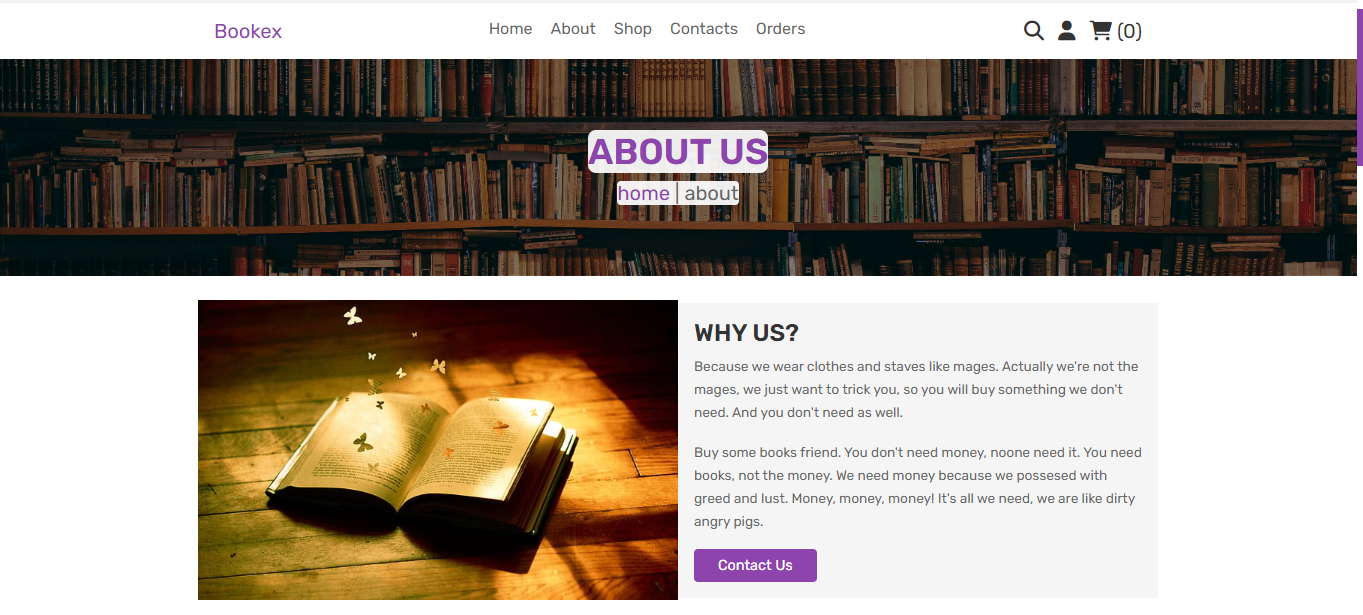 Bookex
Home About Shop Contacts Orders
(0)
ABOUT US
home | about
WHY US?
Because we wear clothes and staves like mages. Actually we're not the
mages, we just want to trick you, so you will buy something we don't
need. And you don't need as well.
Buy some books friend. You don't need money, noone need it. You need
books, not the money. We need money because we possesed with
greed and lust. Money, money, money! It's all we need, we are like dirty
angry pigs.
Contact Us